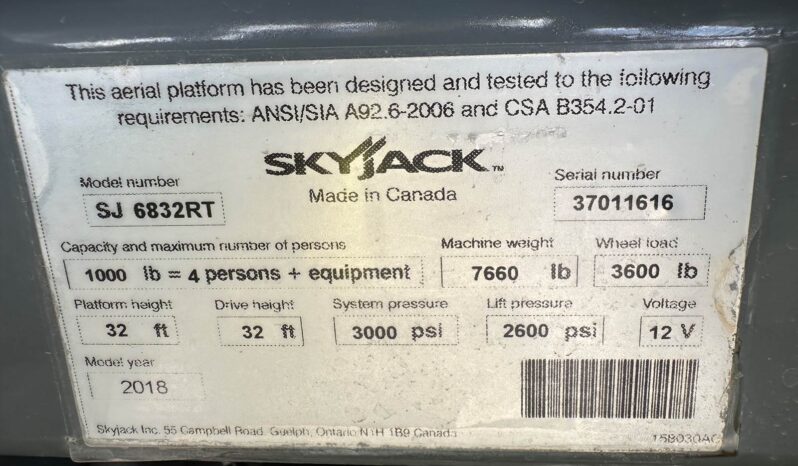 This aerial platform has been designed and tested to the following
requirements: ANSI/SIA A92.6-2006 and CSA B354.2-01
SKYJACK™
Made in Canada
Model number
SJ 6832RT
Serial number
37011616
Capacity and maximum number of persons
1000 lb = 4 persons + equipment
Machine weight
7660 lb
Wheel load
3600 lb
Platform height
32 ft
Drive height
32 ft
System pressure
3000 psi
Lift pressure
2600 psi
Voltage
12 V
Model year
2018
Skyjack Inc. 55 Campbell Road, Guelph, Ontario N1H 1B9 Canada
158030AC